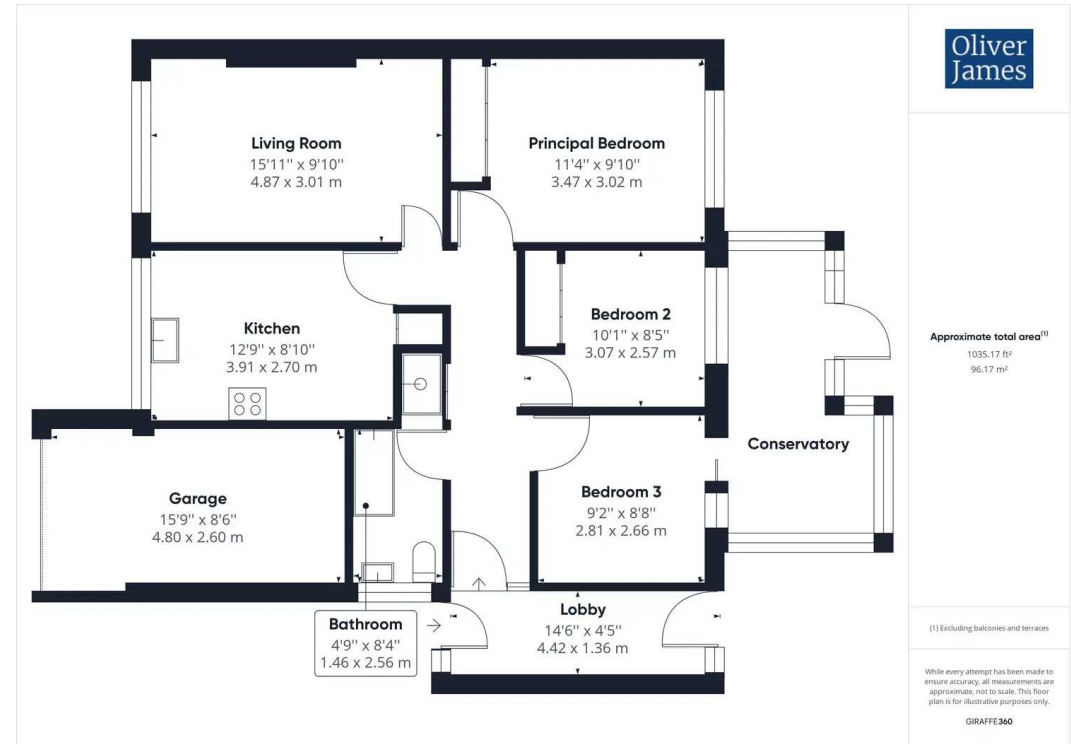 Living Room
15'11'' x 9'10''
4.87 x 3.01 m
Principal Bedroom
11'4'' x 9'10''
3.47 x 3.02 m
Kitchen
12'9'' x 8'10''
3.91 x 2.70 m
Bedroom 2
10'1'' x 8'5''
3.07 x 2.57 m
Conservatory
Garage
15'9'' x 8'6''
4.80 x 2.60 m
Bedroom 3
9'2'' x 8'8''
2.81 x 2.66 m
Bathroom
4'9'' x 8'4''
1.46 x 2.56 m
Lobby
14'6'' x 4'5''
4.42 x 1.36 m
Oliver
James
Approximate total area(1)
1035.17 ft²
96.17 m²
(1) Excluding balconies and terraces
While every attempt has been made to
ensure accuracy, all measurements are
approximate, not to scale. This floor
plan is for illustrative purposes only.
GIRAFFE360